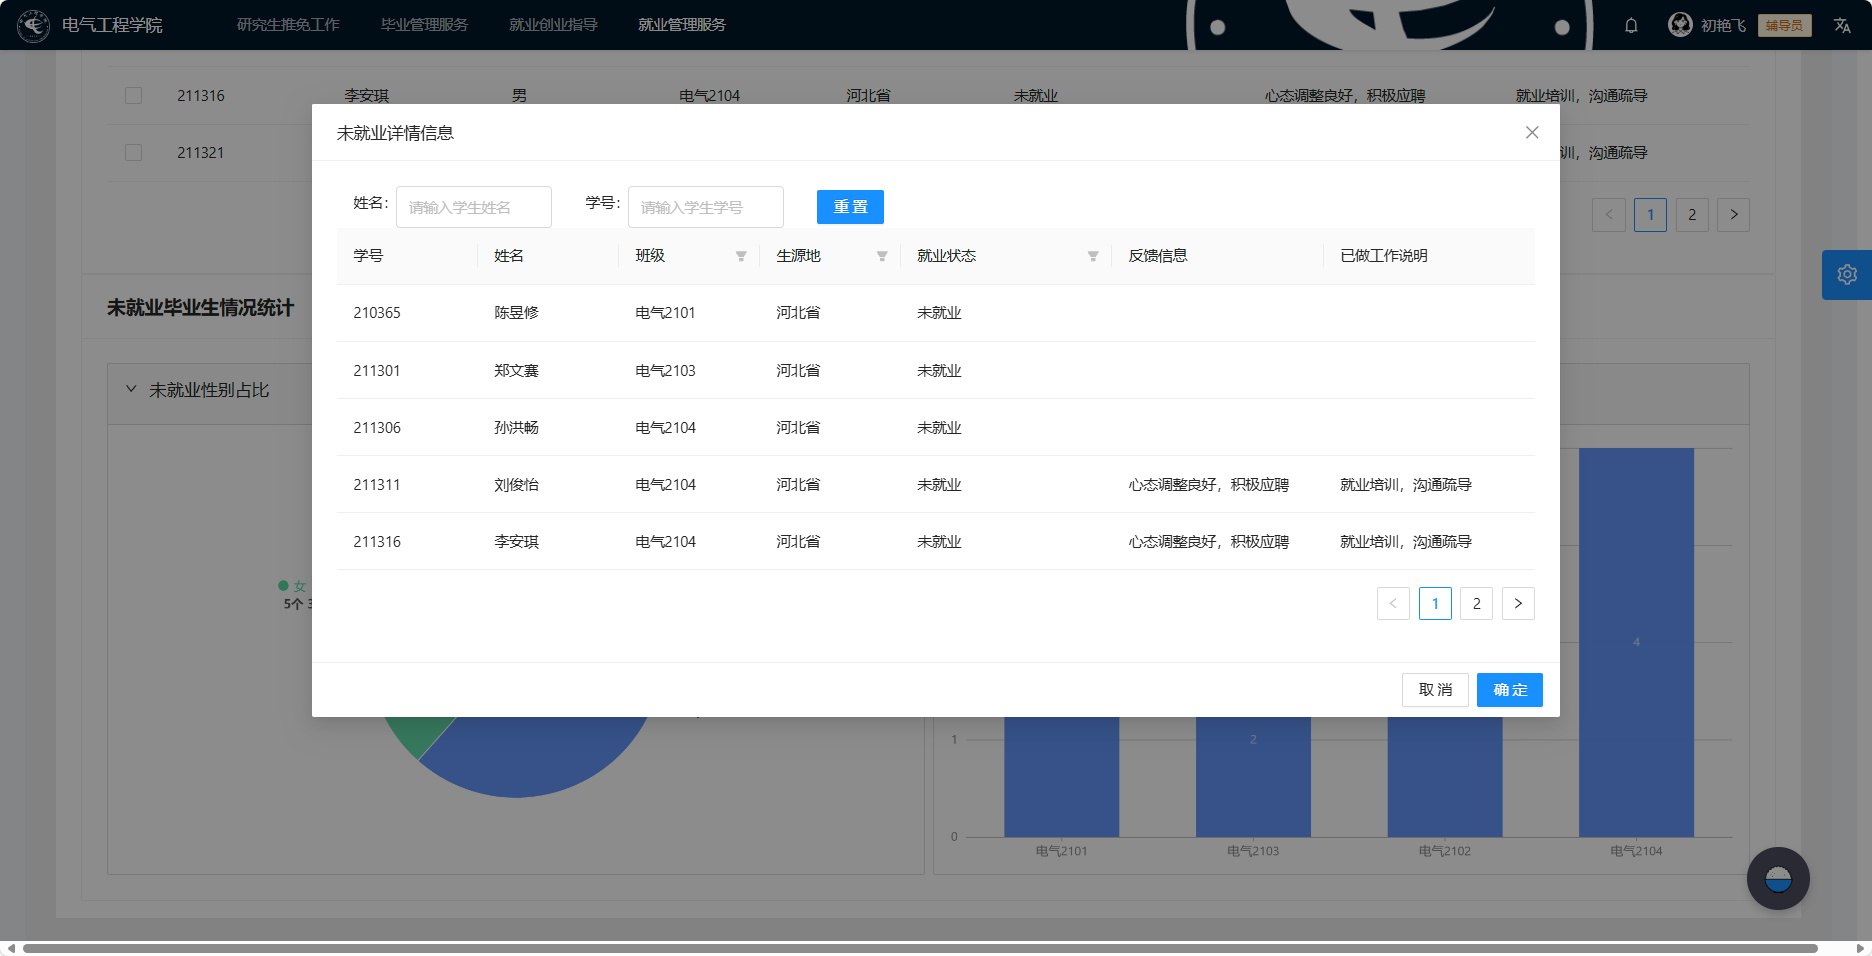 电气工程学院 研究生推免工作 毕业管理服务 就业创业指导 就业管理服务 初艳飞 辅导员
211316 李安琪 男 电气2104 河北省 未就业 心态调整良好，积极应聘 就业培训，沟通疏导
211321 训，沟通疏导
1 2
未就业毕业生情况统计
未就业性别占比
女
5个
未就业详情信息
姓名： 请输入学生姓名 学号： 请输入学生学号 重 置
学号 姓名 班级 生源地 就业状态 反馈信息 已做工作说明
210365 陈昱修 电气2101 河北省 未就业
211301 郑文赛 电气2103 河北省 未就业
211306 孙洪畅 电气2104 河北省 未就业
211311 刘俊怡 电气2104 河北省 未就业 心态调整良好，积极应聘 就业培训，沟通疏导
211316 李安琪 电气2104 河北省 未就业 心态调整良好，积极应聘 就业培训，沟通疏导
1 2
取 消 确 定
4
1 2
0
电气2101 电气2103 电气2102 电气2104